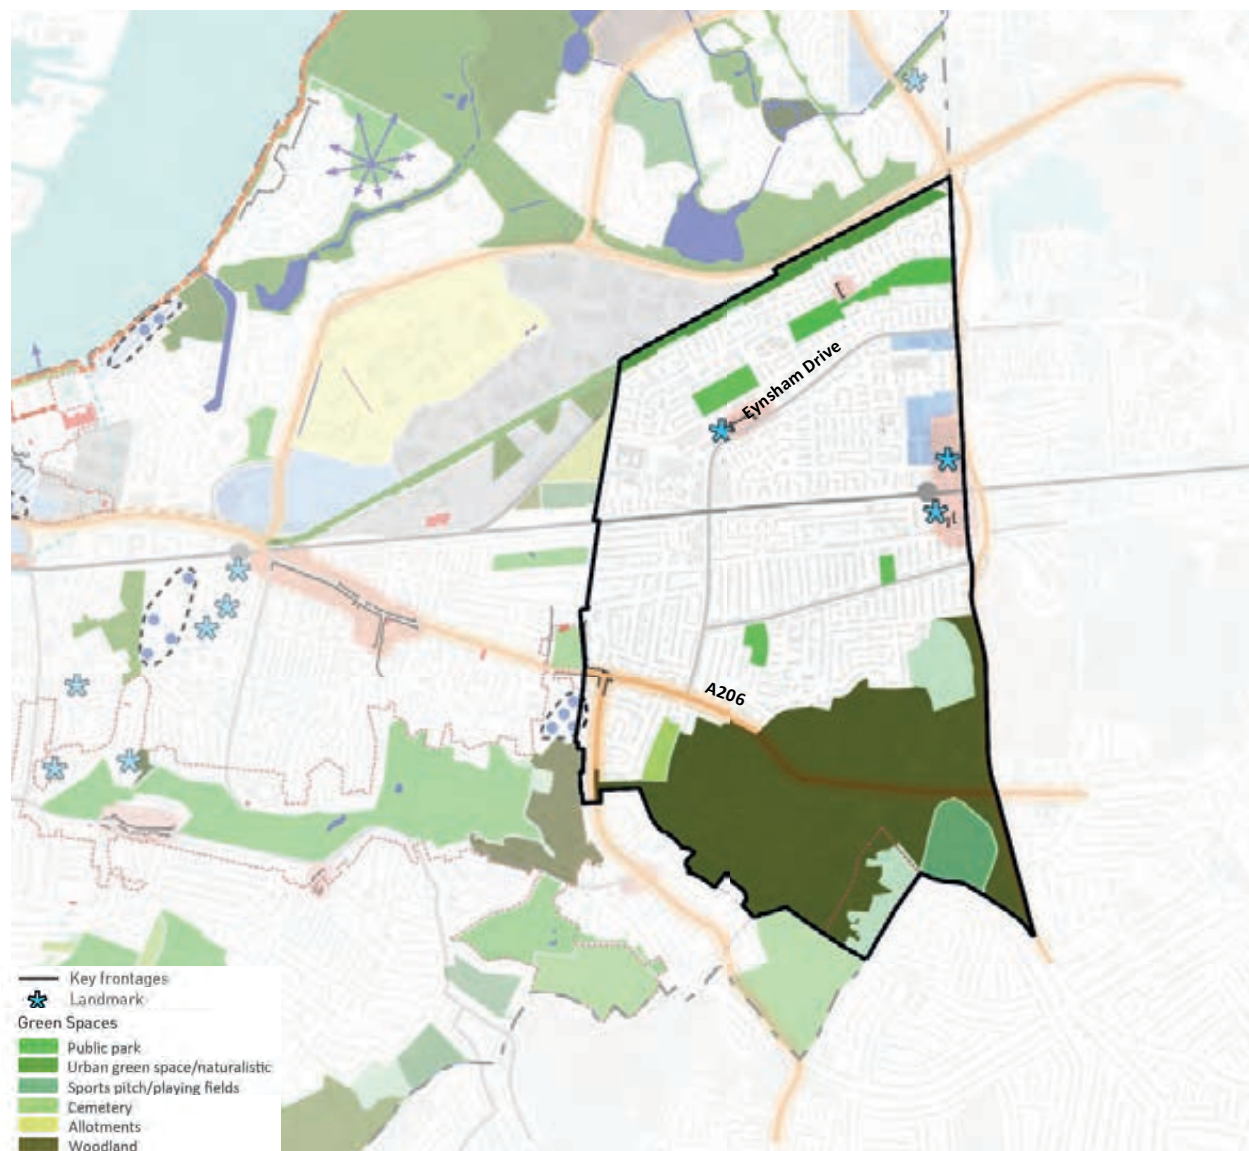 Eynsham Drive
A206
Key frontages
Landmark
Green Spaces
Public park
Urban green space/naturalistic
Sports pitch/playing fields
Cemetery
Allotments
Woodland